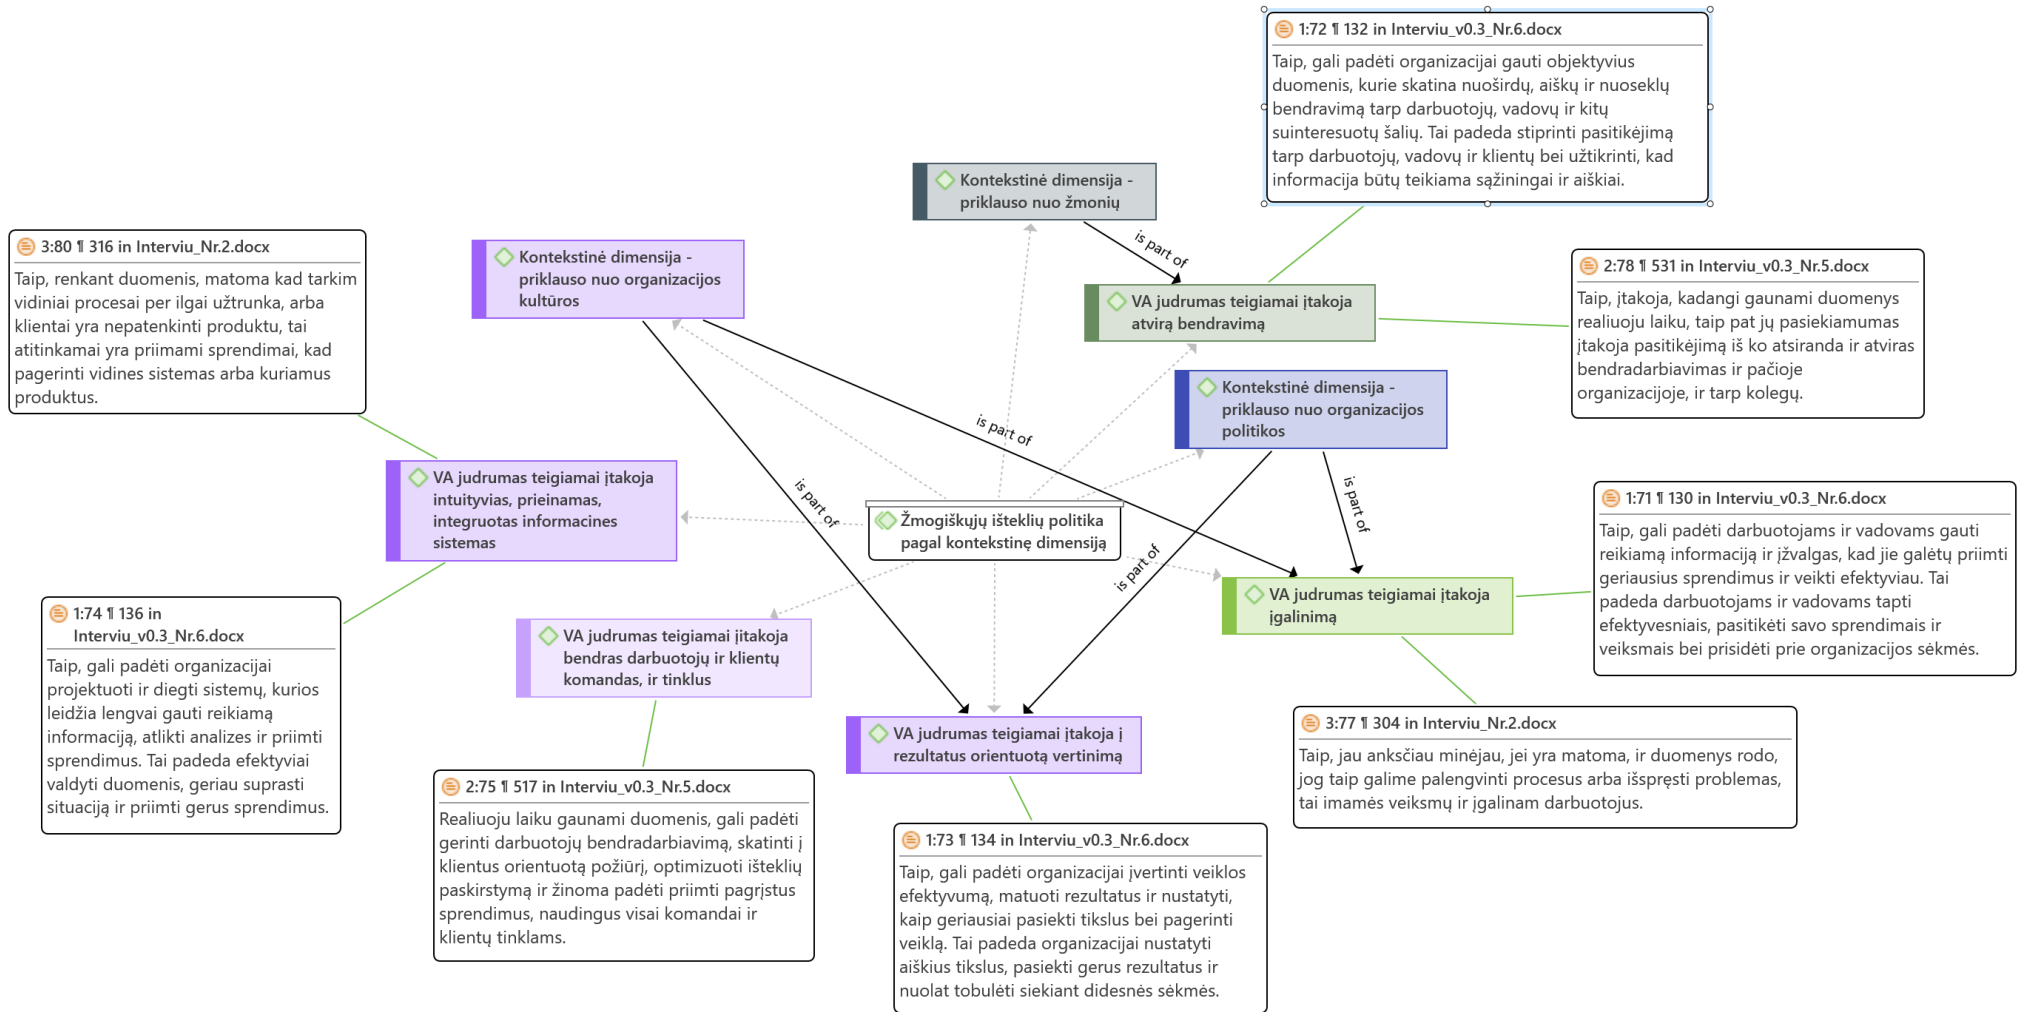 1:72 ¶ 132 in Interviu_v0.3_Nr.6.docx
Taip, gali padėti organizacijai gauti objektyvius
duomenis, kurie skatina nuoširdų, aiškų ir nuoseklų
bendravimą tarp darbuotojų, vadovų ir kitų
suinteresuotų šalių. Tai padeda stiprinti pasitikėjimą
tarp darbuotojų, vadovų ir klientų bei užtikrinti, kad
informacija būtų teikiama sąžiningai ir aiškiai.
Kontekstinė dimensija -
priklauso nuo žmonių
is part of
3:80 ¶ 316 in Interviu_Nr.2.docx
Taip, renkant duomenis, matoma kad tarkim
vidiniai procesai per ilgai užtrunka, arba
klientai yra nepatenkinti produktu, tai
atitinkamai yra priimami sprendimai, kad
pagerinti vidines sistemas arba kuriamus
produktus.
Kontekstinė dimensija -
priklauso nuo organizacijos
kultūros
VA judrumas teigiamai įtakoja
atvirą bendravimą
2:78 ¶ 531 in Interviu_v0.3_Nr.5.docx
Taip, įtakoja, kadangi gaunami duomenys
realiuoju laiku, taip pat jų pasiekiamumas
įtakoja pasitikėjimą iš ko atsiranda ir atviras
bendradarbiavimas ir pačioje
organizacijoje, ir tarp kolegų.
Kontekstinė dimensija -
priklauso nuo organizacijos
politikos
is part of
is part of
is part of
is part of
VA judrumas teigiamai įtakoja
intuityvias, prieinamas,
integruotas informacines
sistemas
Žmogiškųjų išteklių politika
pagal kontekstinę dimensiją
1:71 ¶ 130 in Interviu_v0.3_Nr.6.docx
Taip, gali padėti darbuotojams ir vadovams gauti
reikiamą informaciją ir įžvalgas, kad jie galėtų priimti
geriausius sprendimus ir veikti efektyviau. Tai
padeda darbuotojams ir vadovams tapti
efektyvesniais, pasitikėti savo sprendimais ir
veiksmais bei prisidėti prie organizacijos sėkmės.
VA judrumas teigiamai įtakoja
įgalinimą
1:74 ¶ 136 in
Interviu_v0.3_Nr.6.docx
Taip, gali padėti organizacijai
projektuoti ir diegti sistemų, kurios
leidžia lengvai gauti reikiamą
informaciją, atlikti analizes ir priimti
sprendimus. Tai padeda efektyviai
valdyti duomenis, geriau suprasti
situaciją ir priimti gerus sprendimus.
VA judrumas teigiamai įitakoja
bendras darbuotojų ir klientų
komandas, ir tinklus
VA judrumas teigiamai įtakoja į
rezultatus orientuotą vertinimą
3:77 ¶ 304 in Interviu_Nr.2.docx
Taip, jau anksčiau minėjau, jei yra matoma, ir duomenys rodo,
jog taip galime palengvinti procesus arba išspręsti problemas,
tai imamės veiksmų ir įgalinam darbuotojus.
2:75 ¶ 517 in Interviu_v0.3_Nr.5.docx
Realiuoju laiku gaunami duomenis, gali padėti
gerinti darbuotojų bendradarbiavimą, skatinti į
klientus orientuotą požiūrį, optimizuoti išteklių
paskirstymą ir žinoma padėti priimti pagrįstus
sprendimus, naudingus visai komandai ir
klientų tinklams.
1:73 ¶ 134 in Interviu_v0.3_Nr.6.docx
Taip, gali padėti organizacijai įvertinti veiklos
efektyvumą, matuoti rezultatus ir nustatyti,
kaip geriausiai pasiekti tikslus bei pagerinti
veiklą. Tai padeda organizacijai nustatyti
aiškius tikslus, pasiekti gerus rezultatus ir
nuolat tobulėti siekiant didesnės sėkmės.